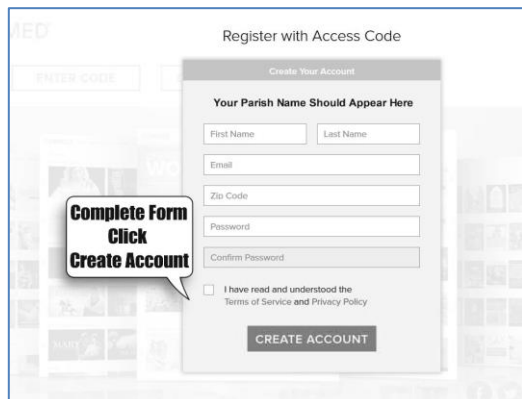 MED
Register with Access Code
ENTER CODE
Create Your Account
Your Parish Name Should Appear Here
First Name Last Name
Email
Zip Code
Password
Confirm Password
I have read and understood the
Terms of Service and Privacy Policy
CREATE ACCOUNT
Complete Form
Click
Create Account